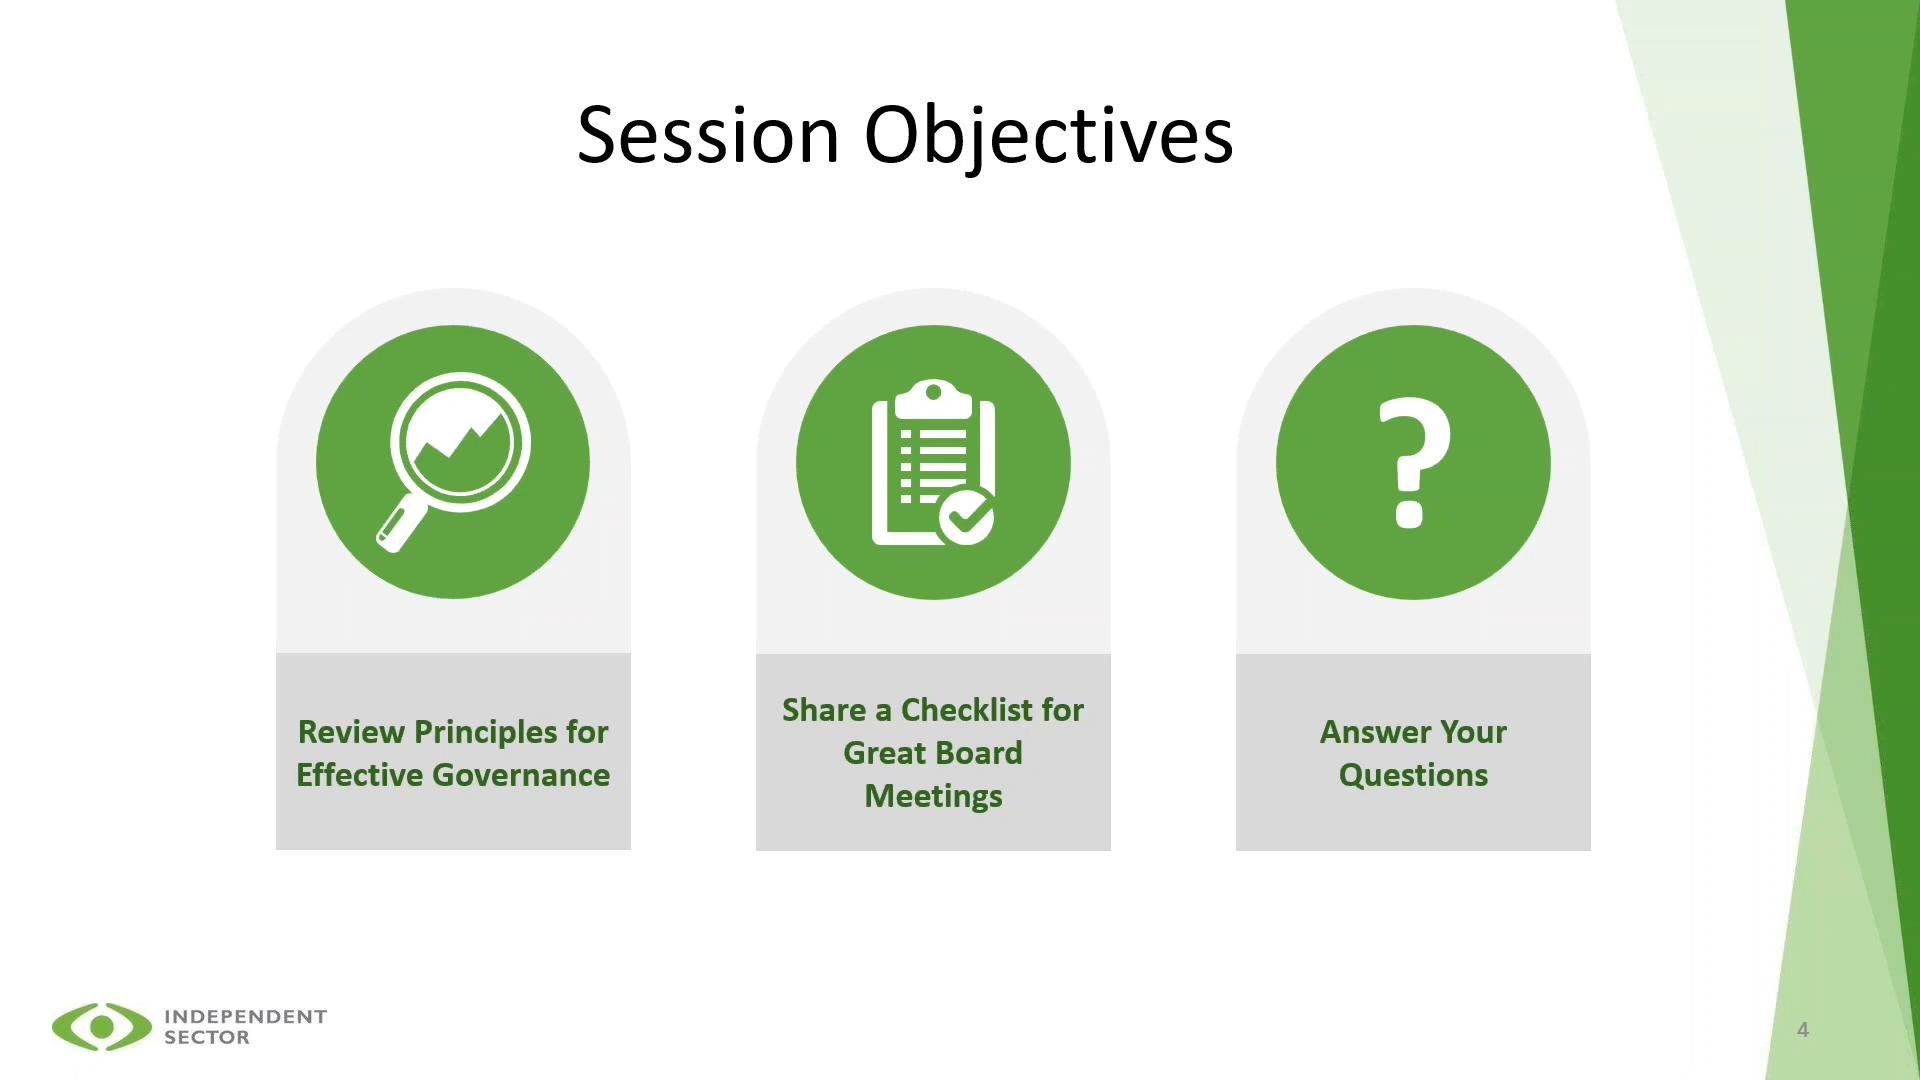 Session Objectives
Review Principles for
Effective Governance
Share a Checklist for
Great Board
Meetings
?
Answer Your
Questions
INDEPENDENT
SECTOR
4